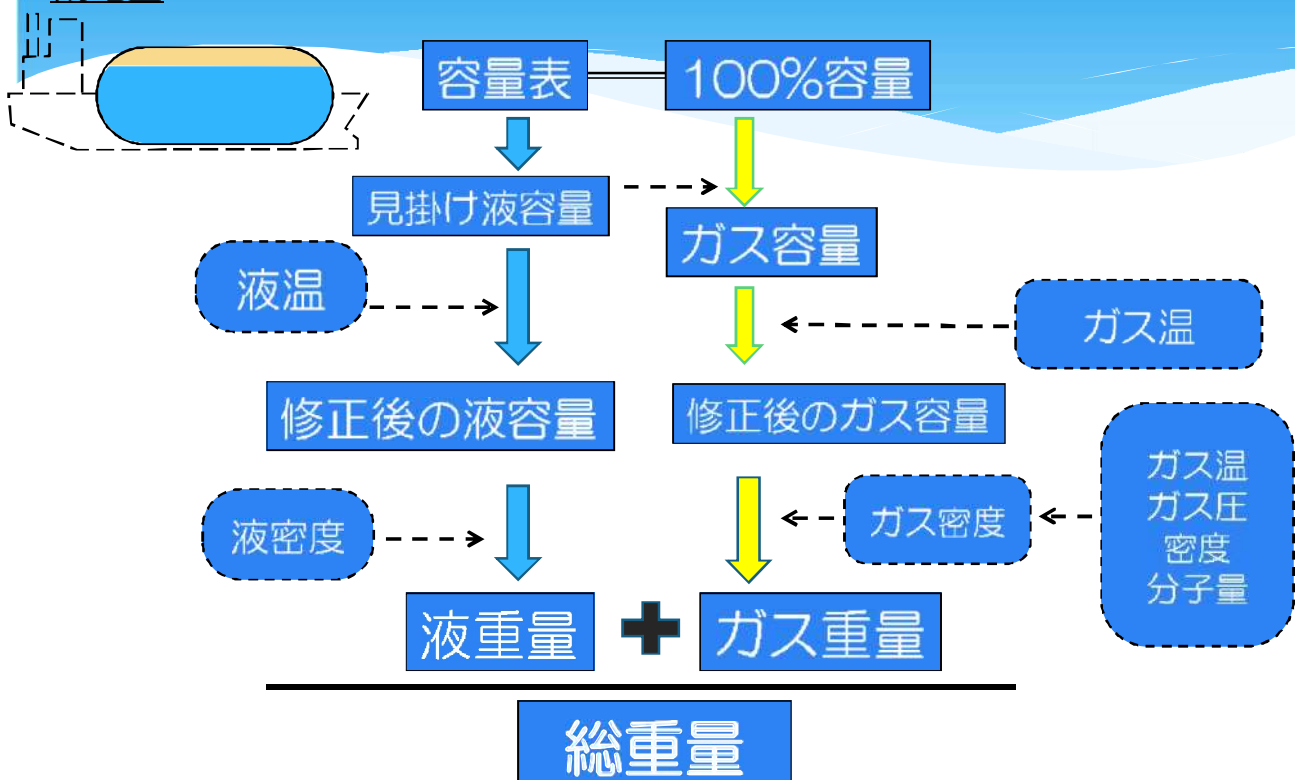 容量表
100%容量
見掛け液容量
ガス容量
液温
ガス温
修正後の液容量
修正後のガス容量
液密度
ガス密度
ガス温
ガス圧
密度
分子量
液重量
ガス重量
総重量